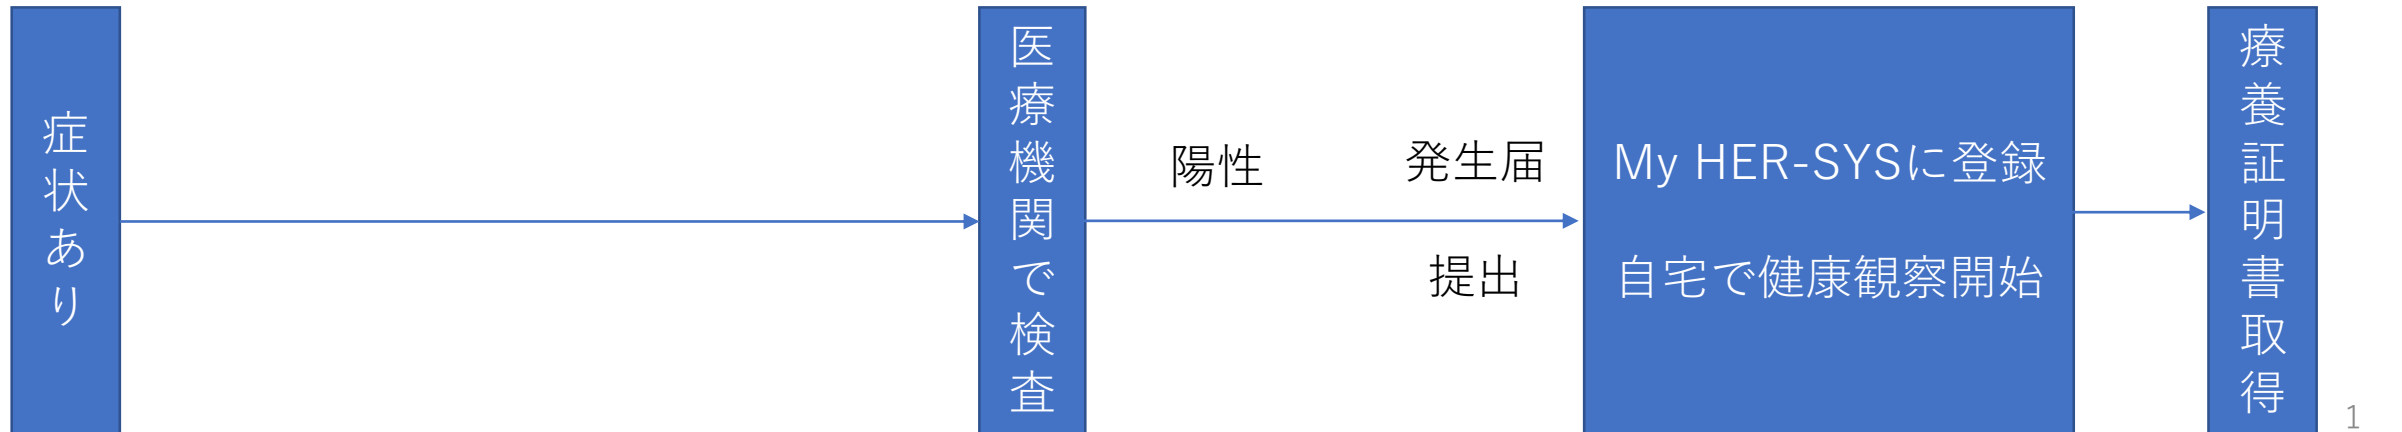 症状あり
医療機関で検査
陽性
発生届
提出
My HER-SYSに登録
自宅で健康観察開始
療養証明書取得
1